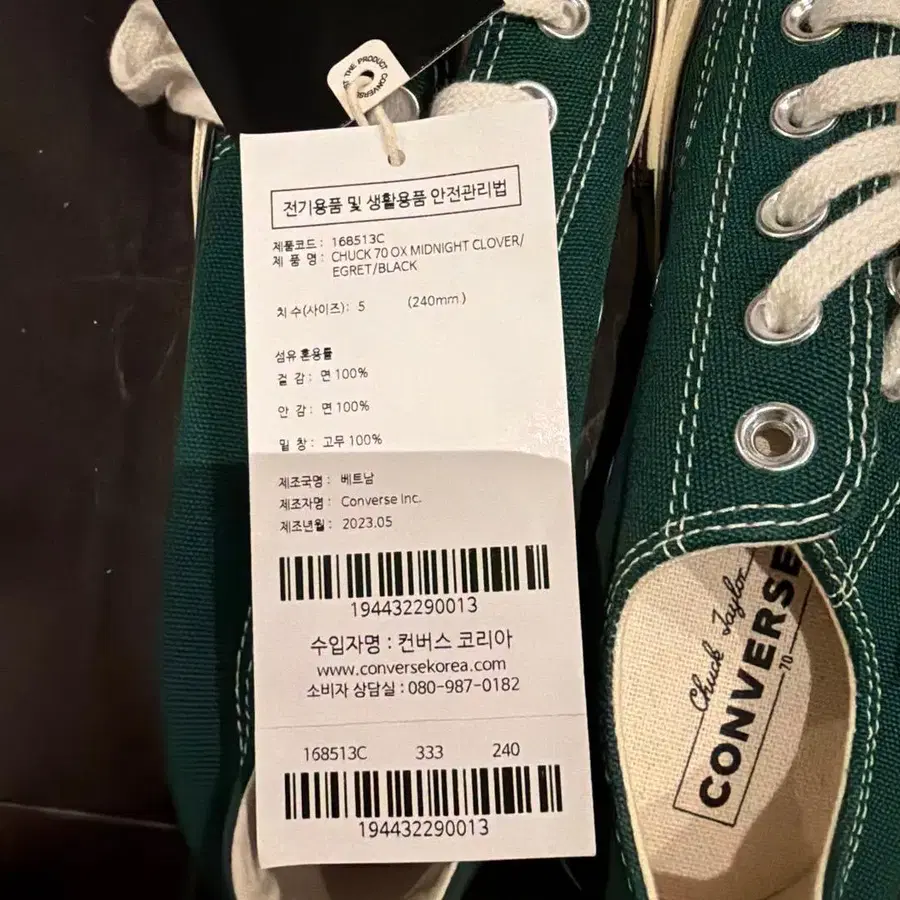 THE PRODUCT CONVERSE
전기용품 및 생활용품 안전관리법
제품코드 : 168513C
제 품 명 : CHUCK 70 OX MIDNIGHT CLOVER/
EGRET/BLACK
치 수(사이즈) : 5 (240mm)
섬유 혼용률
겉 감 : 면 100%
안 감 : 면 100%
밑 창 : 고무 100%
제조국명 : 베트남
제조자명 : Converse Inc.
제조년월 : 2023.05
194432290013
수입자명 : 컨버스 코리아
www.conversekorea.com
소비자 상담실 : 080-987-0182
168513C 333 240
194432290013
Chuck Taylor
CONVERSE
70